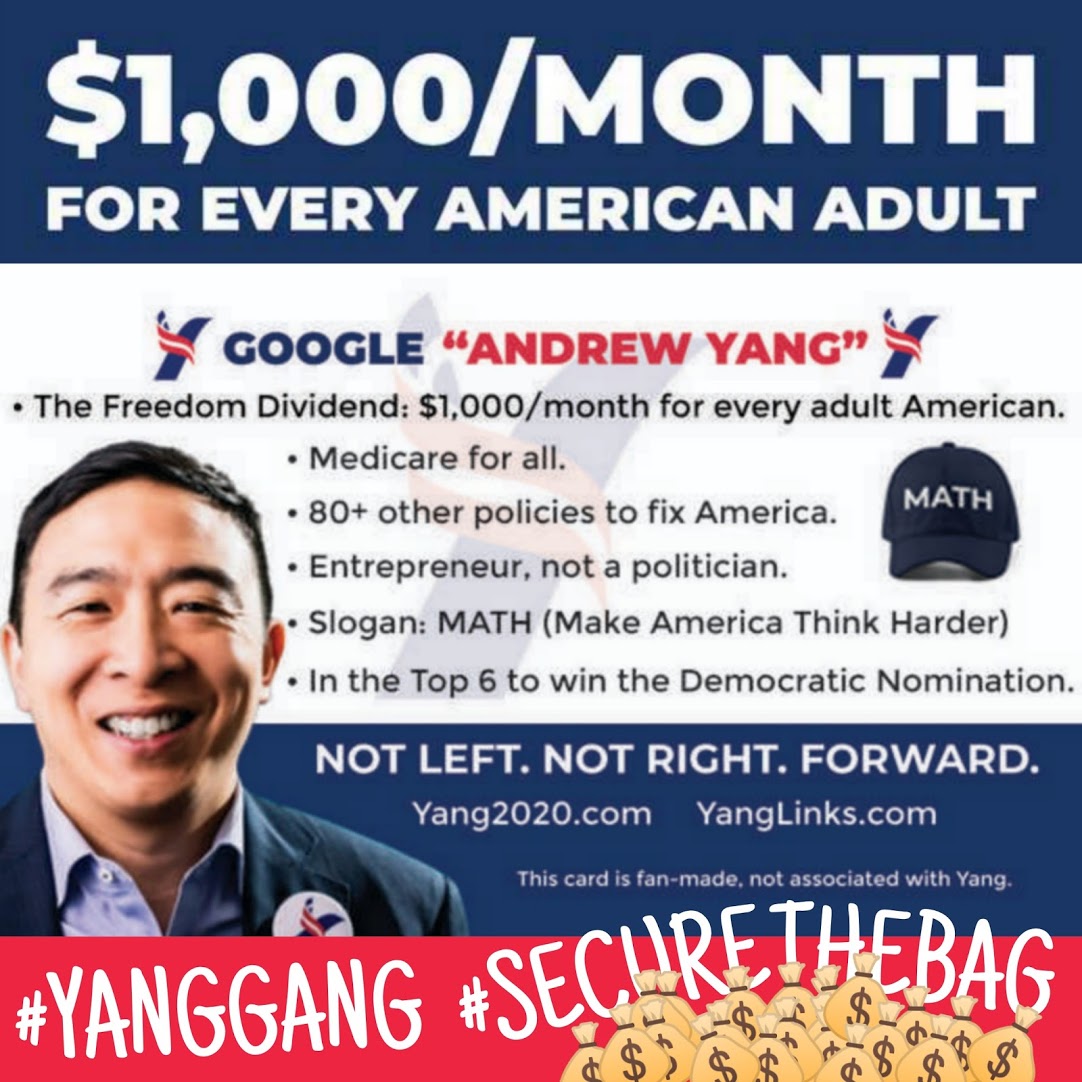 $1,000/MONTH
FOR EVERY AMERICAN ADULT
GOOGLE “ANDREW YANG”
• The Freedom Dividend: $1,000/month for every adult American.
• Medicare for all.
• 80+ other policies to fix America.
MATH
• Entrepreneur, not a politician.
• Slogan: MATH (Make America Think Harder)
• In the Top 6 to win the Democratic Nomination.
NOT LEFT. NOT RIGHT. FORWARD.
Yang2020.com YangLinks.com
This card is fan-made, not associated with Yang.
#YANGGANG #SECURETHEBAG
$ $ $ $ $ $ $ $ $ $ $ $